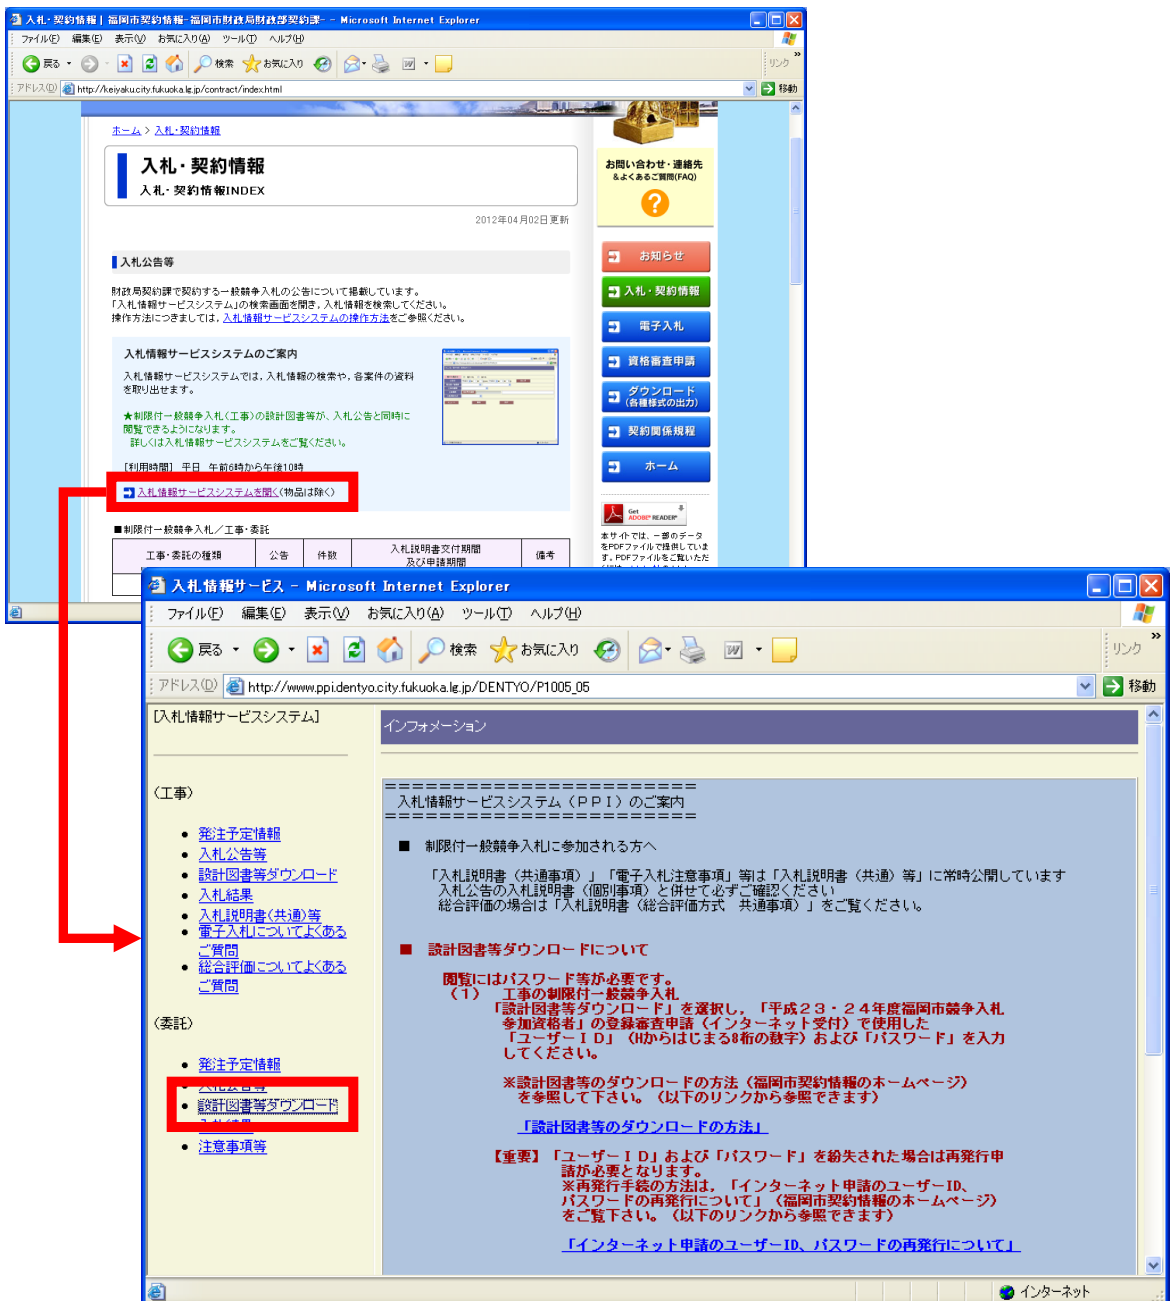 入札・契約情報 | 福岡市契約情報-福岡市財政局財政部契約課- - Microsoft Internet Explorer
ファイル(F) 編集(E) 表示(V) お気に入り(A) ツール(T) ヘルプ(H)
戻る 検索 お気に入り リンク »
アドレス(D) http://keiyaku.city.fukuoka.lg.jp/contract/index.html 移動
ホーム > 入札・契約情報
入札・契約情報
入札・契約情報INDEX
2012年04月02日更新
入札公告等
財政局契約課で契約する一般競争入札の公告について掲載しています。
「入札情報サービスシステム」の検索画面を開き，入札情報を検索してください。
操作方法につきましては，入札情報サービスシステムの操作方法をご参照ください。
入札情報サービスシステムのご案内
入札情報サービスシステムでは，入札情報の検索や，各案件の資料
を取り出せます。
★制限付一般競争入札（工事）の設計図書等が、入札公告と同時に
閲覧できるようになります。
詳しくは入札情報サービスシステムをご覧ください。
［利用時間］ 平日 午前6時から午後10時
入札情報サービスシステムを開く（物品は除く）
■制限付一般競争入札／工事・委託
工事・委託の種類 公告 件数 入札説明書交付期間
及び申請期間 備考
お問い合わせ・連絡先
＆よくあるご質問(FAQ)
?
お知らせ
入札・契約情報
電子入札
資格審査申請
ダウンロード
（各種様式の出力）
契約関係規程
ホーム
Get
ADOBE READER
本サイトでは、一部のデータ
をPDFファイルで提供していま
す。PDFファイルをご覧いただ
入札情報サービス - Microsoft Internet Explorer
ファイル(F) 編集(E) 表示(V) お気に入り(A) ツール(T) ヘルプ(H)
戻る 検索 お気に入り リンク »
アドレス(D) http://www.ppi.dentyo.city.fukuoka.lg.jp/DENTYO/P1005_05 移動
[入札情報サービスシステム]
〈工事〉
発注予定情報
入札公告等
設計図書等ダウンロード
入札結果
入札説明書(共通)等
電子入札についてよくある
ご質問
総合評価についてよくある
ご質問
〈委託〉
発注予定情報
入札公告等
設計図書等ダウンロード
入札結果
注意事項等
インフォメーション
========================
入札情報サービスシステム（ＰＰＩ）のご案内
========================
■ 制限付一般競争入札に参加される方へ
「入札説明書（共通事項）」「電子入札注意事項」等は「入札説明書（共通）等」に常時公開しています
入札公告の入札説明書（個別事項）と併せて必ずご確認ください
総合評価の場合は「入札説明書（総合評価方式 共通事項）」をご覧ください。
■ 設計図書等ダウンロードについて
閲覧にはパスワード等が必要です。
（１） 工事の制限付一般競争入札
「設計図書等ダウンロード」を選択し，「平成２３・２４年度福岡市競争入札
参加資格者」の登録審査申請（インターネット受付）で使用した
「ユーザーＩＤ」（Hからはじまる8桁の数字）および「パスワード」を入力
してください。
※設計図書等のダウンロードの方法（福岡市契約情報のホームページ）
を参照して下さい。（以下のリンクから参照できます）
「設計図書等のダウンロードの方法」
【重要】「ユーザーＩＤ」および「パスワード」を紛失された場合は再発行申
請が必要となります。
※再発行手続の方法は，「インターネット申請のユーザーID、
パスワードの再発行について」（福岡市契約情報のホームページ）
をご覧下さい。（以下のリンクから参照できます）
「インターネット申請のユーザーID、パスワードの再発行について」
インターネット